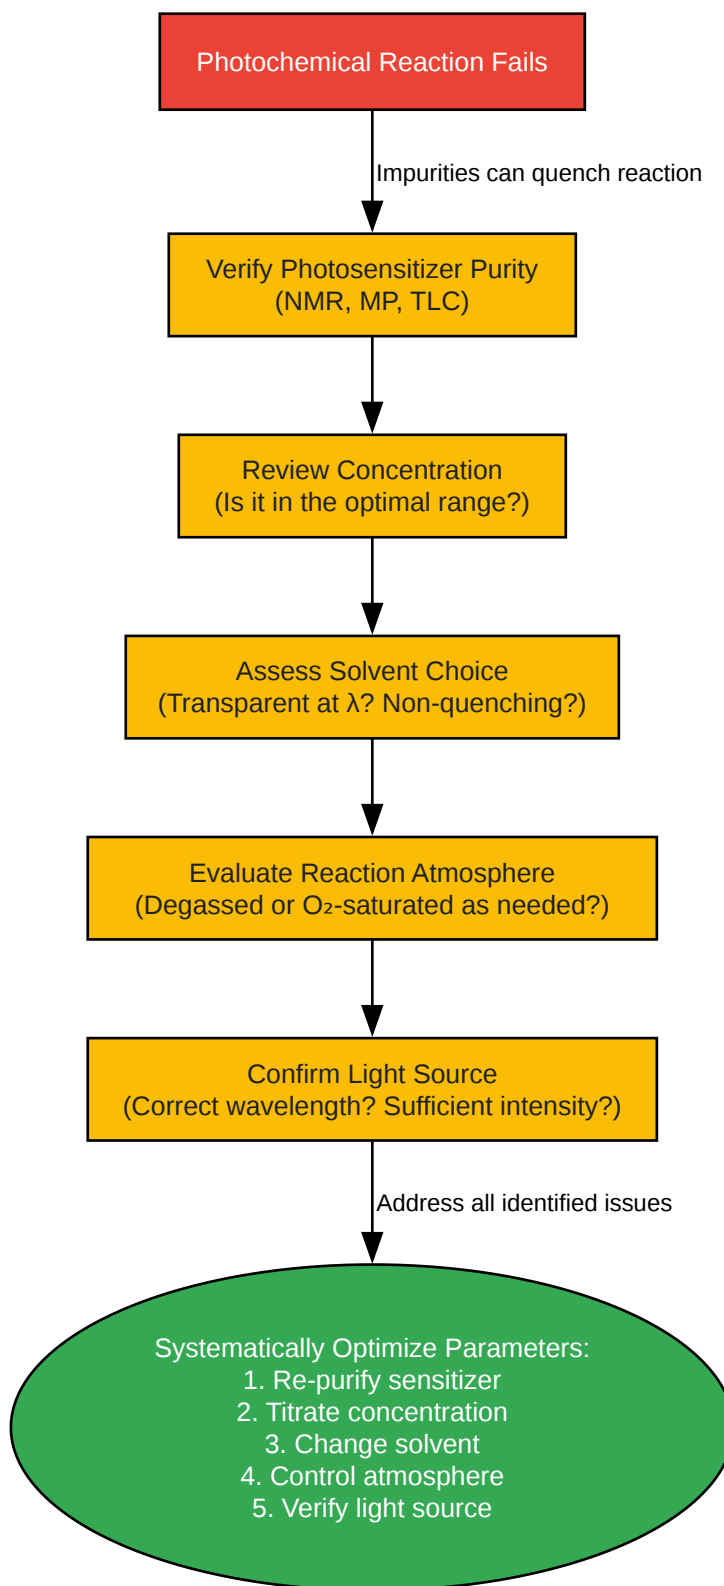 Photochemical Reaction Fails
Impurities can quench reaction
Verify Photosensitizer Purity
(NMR, MP, TLC)
Review Concentration
(Is it in the optimal range?)
Assess Solvent Choice
(Transparent at λ? Non-quenching?)
Evaluate Reaction Atmosphere
(Degassed or O₂-saturated as needed?)
Confirm Light Source
(Correct wavelength? Sufficient intensity?)
Address all identified issues
Systematically Optimize Parameters:
1. Re-purify sensitizer
2. Titrate concentration
3. Change solvent
4. Control atmosphere
5. Verify light source